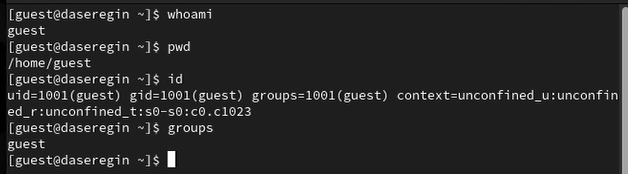 [guest@daseregin ~]$ whoami
guest
[guest@daseregin ~]$ pwd
/home/guest
[guest@daseregin ~]$ id
uid=1001(guest) gid=1001(guest) groups=1001(guest) context=unconfined_u:unconfin
ed_r:unconfined_t:s0-s0:c0.c1023
[guest@daseregin ~]$ groups
guest
[guest@daseregin ~]$